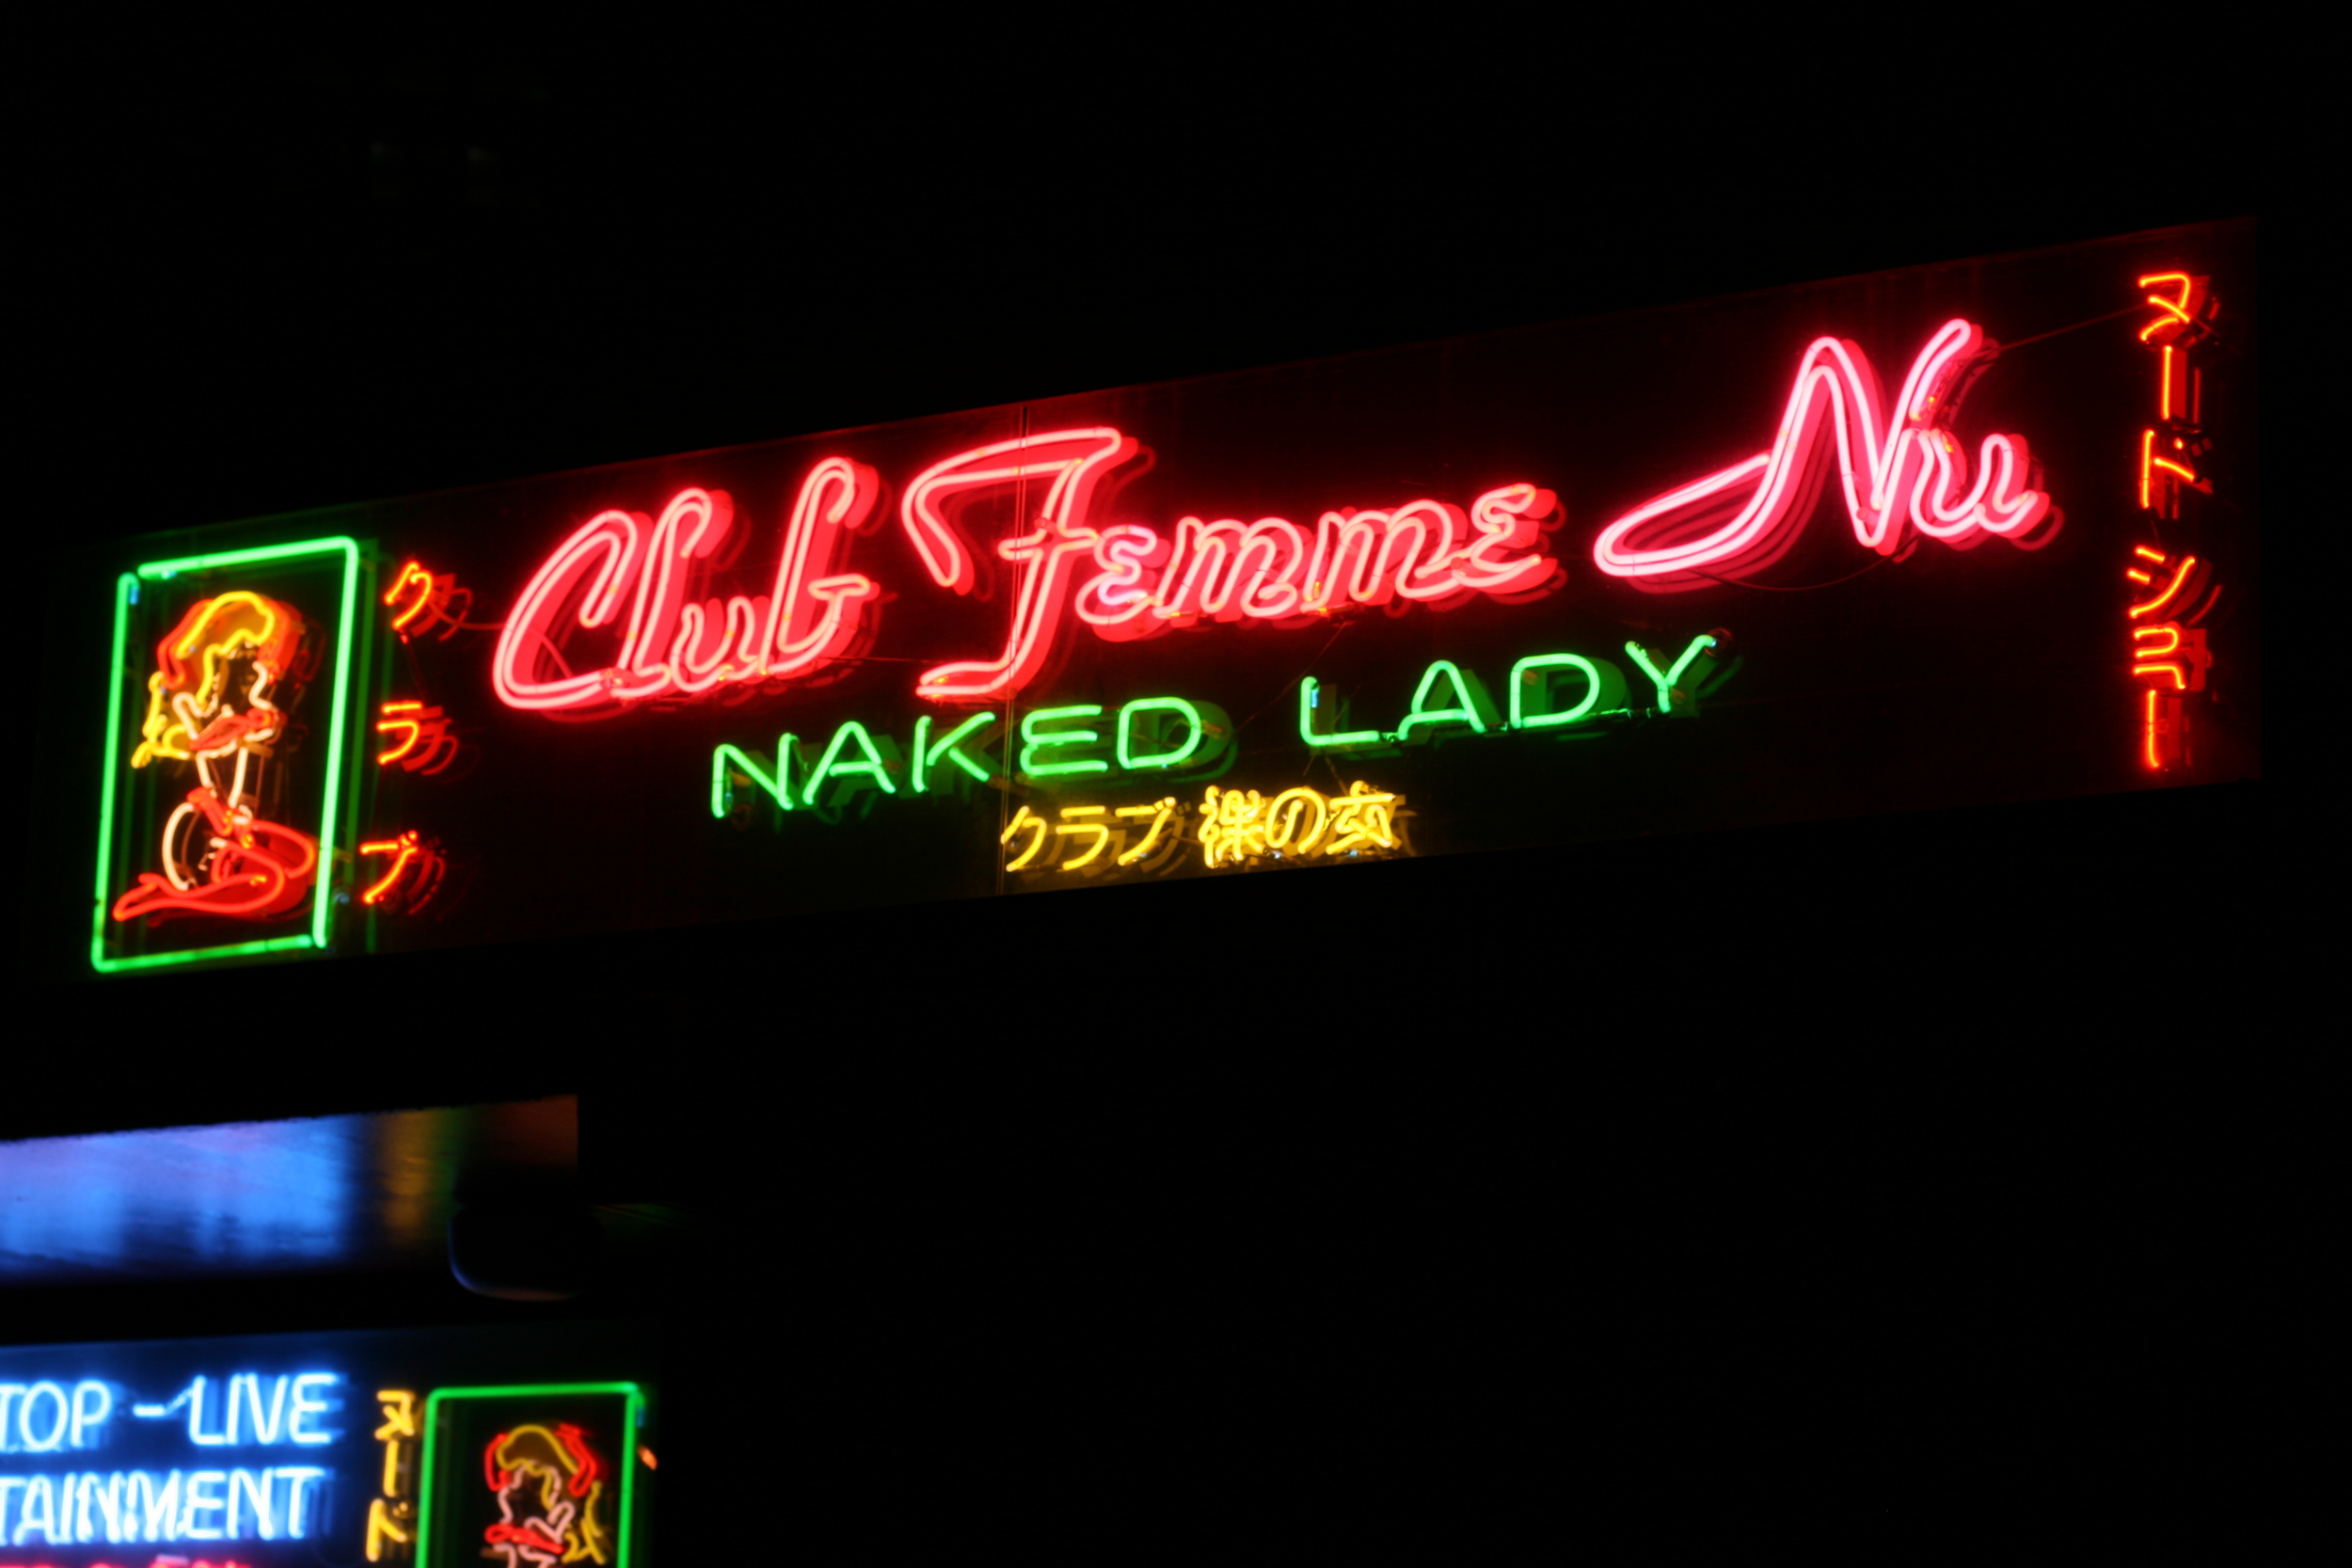 クラブ
Club Femme Nu
NAKED LADY
クラブ 裸の女
ヌードショー
TOP - LIVE
TAINMENT
ヌード